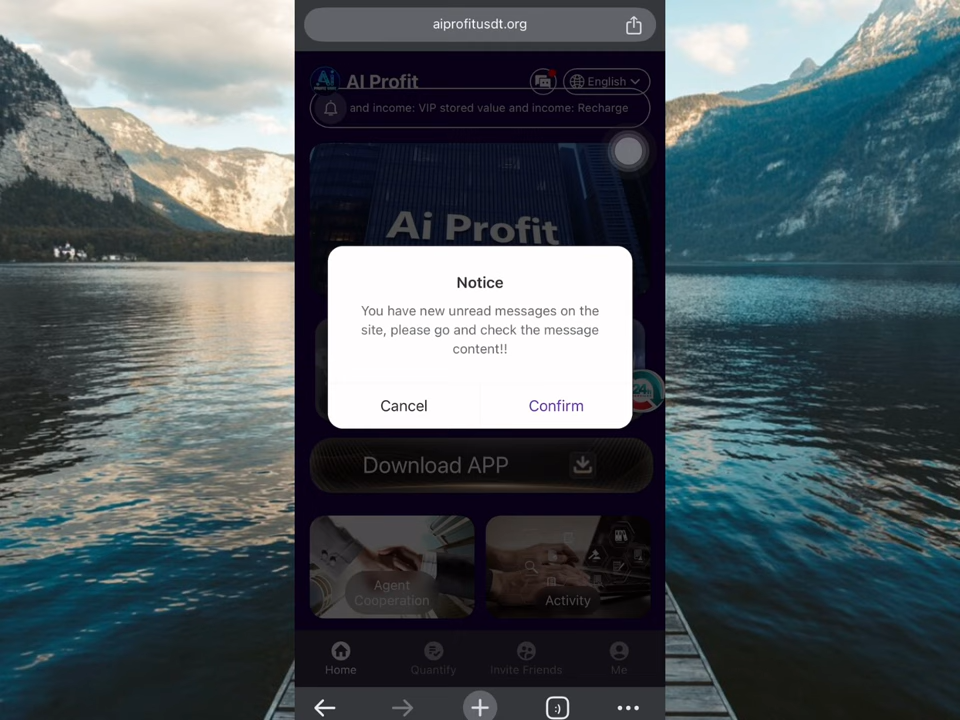 aiprofitusdt.org
AI Profit
English
and income: VIP stored value and income: Recharge
Ai Profit
Notice
You have new unread messages on the
site, please go and check the message
content!!
24
Cancel
Confirm
Download APP
Agent
Cooperation
Activity
Home
Quantify
Invite Friends
Me